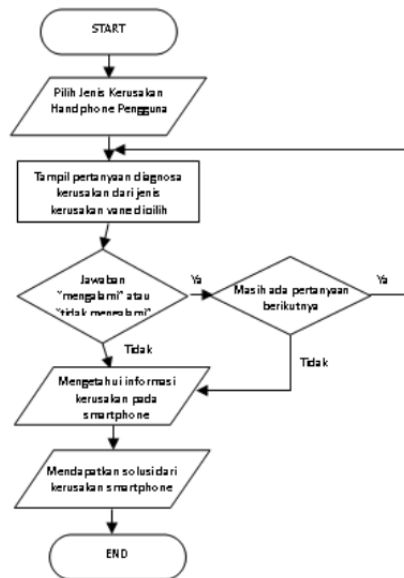 START
Pilih Jenis Kerusakan
Handphone Pengguna
Tampil pertanyaan diagnosa
kerusakan dari jenis
kerusakan yang dipilih
Jawaban
"mengalami" atau
"tidak mengalami"
Ya
Masih ada pertanyaan
berikutnya
Ya
Tidak
Tidak
Mengetahui informasi
kerusakan pada
smartphone
Mendapatkan solusi dari
kerusakan smartphone
END